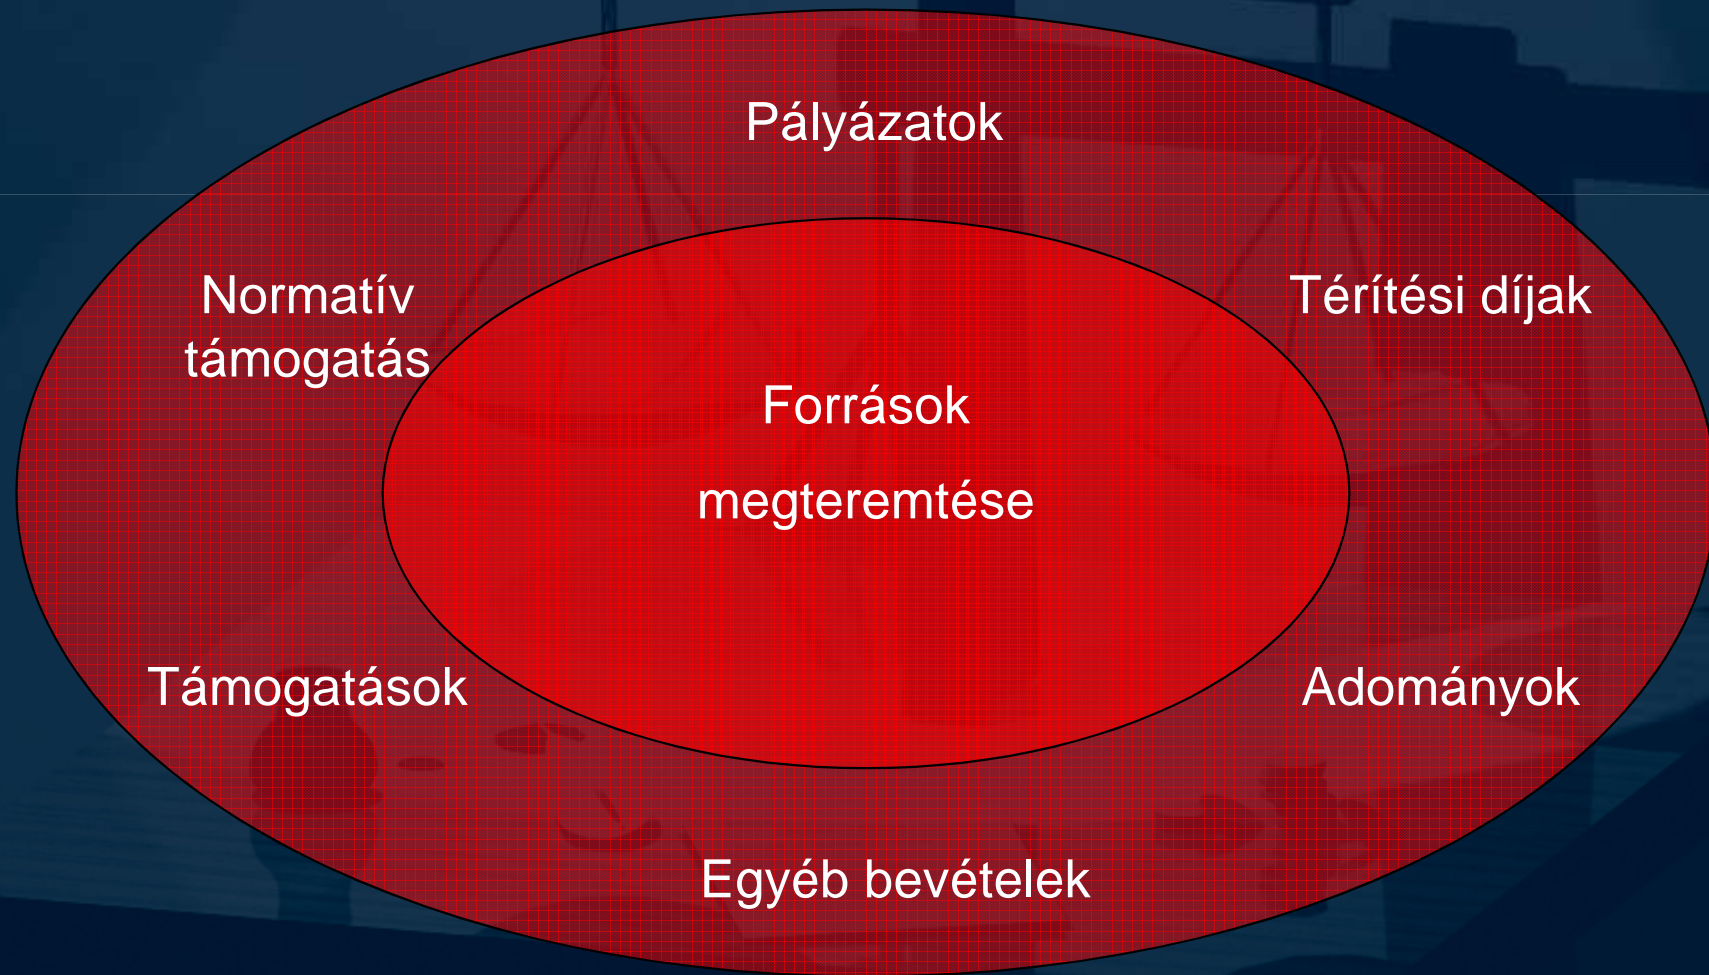 Pályázatok
Normatív
támogatás
Térítési díjak
Források
megteremtése
Támogatások
Adományok
Egyéb bevételek